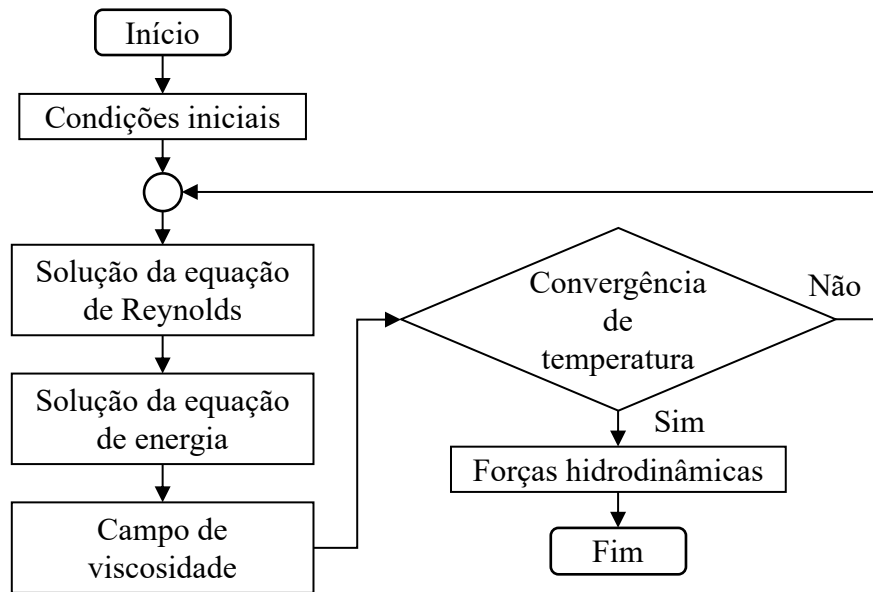 Início
Condições iniciais
Solução da equação
de Reynolds
Solução da equação
de energia
Campo de
viscosidade
Convergência
de
temperatura
Não
Sim
Forças hidrodinâmicas
Fim